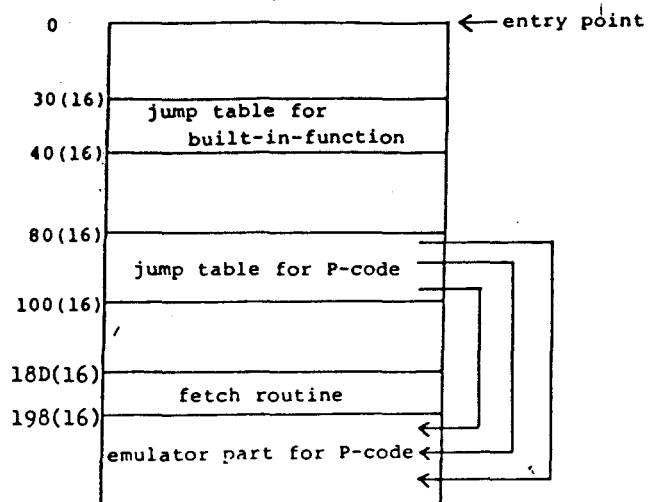 0
entry point
30(16)
jump table for
built-in-function
40(16)
80(16)
jump table for P-code
100(16)
18D(16)
fetch routine
198(16)
emulator part for P-code